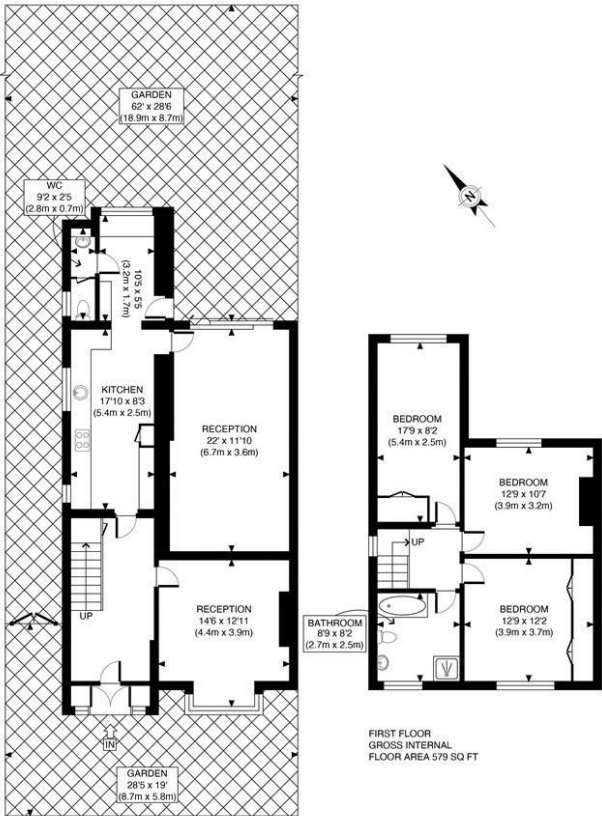 GARDEN
62' x 28'6
(18.9m x 8.7m)
WC
9'2 x 2'5
(2.8m x 0.7m)
N
10'5 x 5'5
(3.2m x 1.7m)
KITCHEN
17'10 x 8'3
(5.4m x 2.5m)
RECEPTION
22' x 11'10
(6.7m x 3.6m)
BEDROOM
17'9 x 8'2
(5.4m x 2.5m)
BEDROOM
12'9 x 10'7
(3.9m x 3.2m)
UP
UP
RECEPTION
14'6 x 12'11
(4.4m x 3.9m)
BATHROOM
8'9 x 8'2
(2.7m x 2.5m)
BEDROOM
12'9 x 12'2
(3.9m x 3.7m)
IN
FIRST FLOOR
GROSS INTERNAL
FLOOR AREA 579 SQ FT
GARDEN
28'5 x 19'
(8.7m x 5.8m)